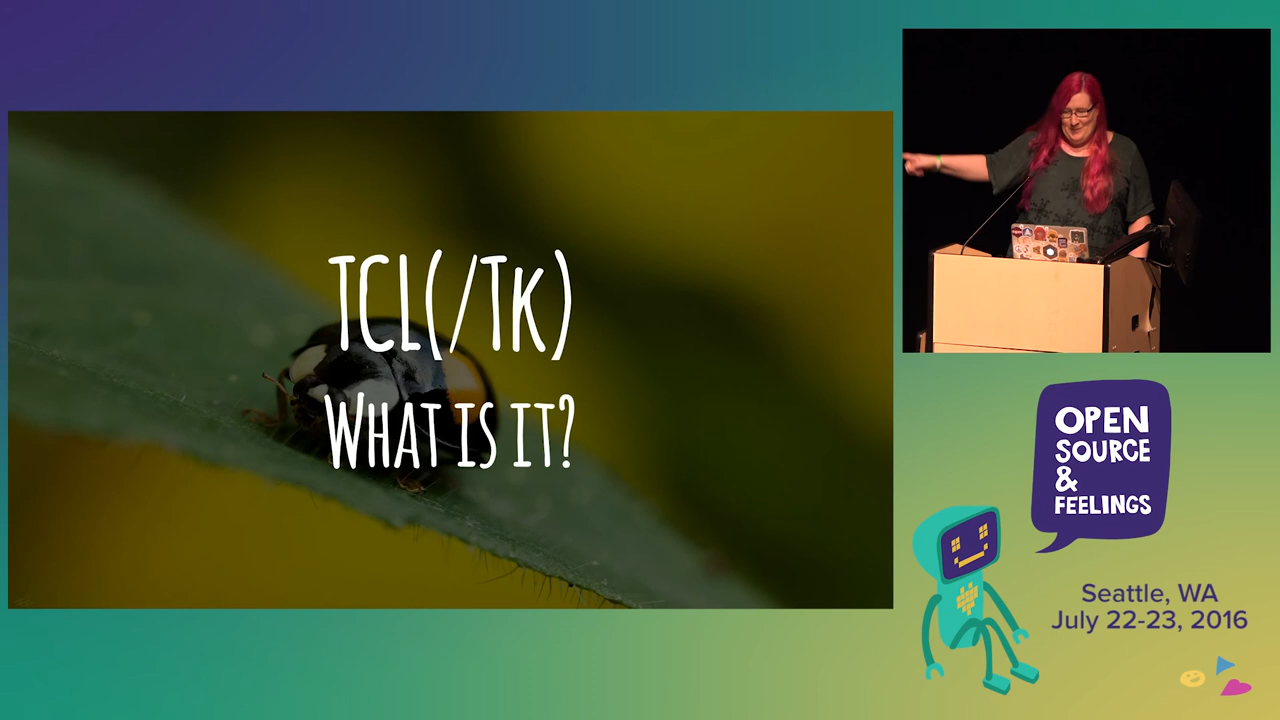 TCL(/Tk)
What is it?
OPEN
SOURCE
&
FEELINGS
Seattle, WA
July 22-23, 2016